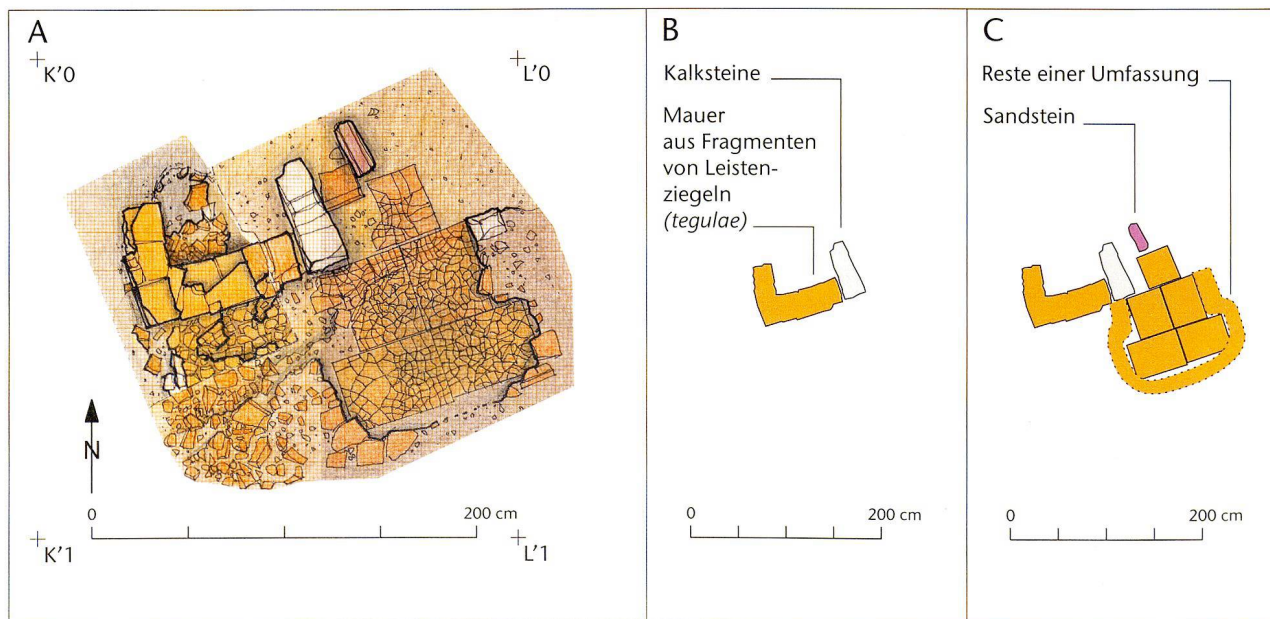 A
K'0
L'0
N
0
200 cm
K'1
L'1
B
Kalksteine
Mauer
aus Fragmenten
von Leisten-
ziegeln
(tegulae)
0
200 cm
C
Reste einer Umfassung
Sandstein
0
200 cm